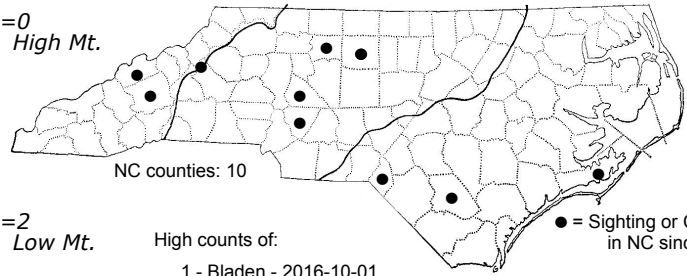 =0
High Mt.
NC counties: 10
=2
Low Mt.
High counts of:
● = Sighting or
in NC
1 - Bladen - 2016-10-01